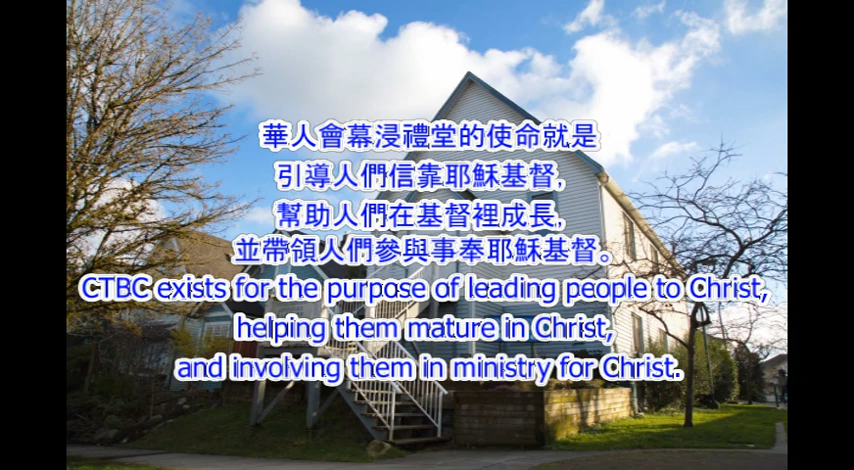 華人會幕浸禮堂的使命就是
引導人們信靠耶穌基督,
幫助人們在基督裡成長,
並帶領人們參與事奉耶穌基督。
CTBC exists for the purpose of leading people to Christ,
helping them mature in Christ,
and involving them in ministry for Christ.